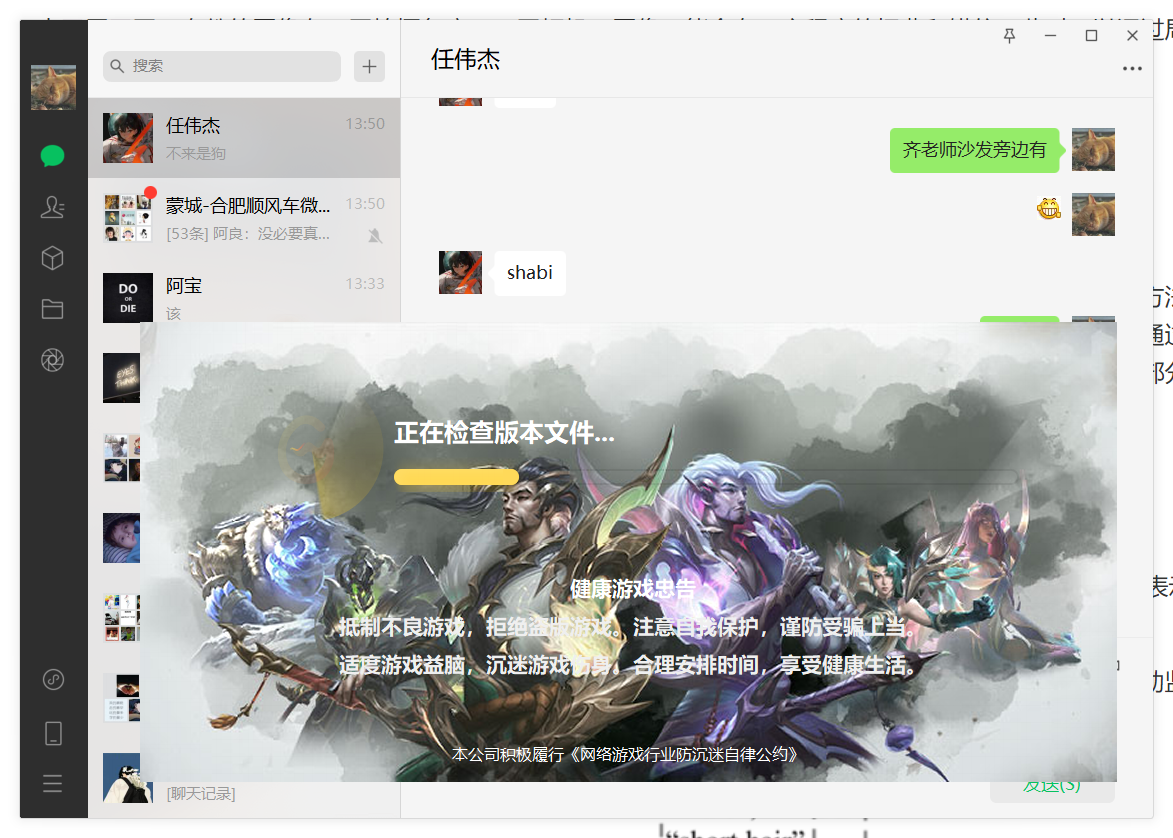 搜索
任伟杰
13:50
不来是狗
蒙城-合肥顺风车微...
13:50
[53条] 阿良：没必要真...
DO
OR
DIE
阿宝
13:33
该
EYES
THINK
[聊天记录]
任伟杰
齐老师沙发旁边有
shabi
正在检查版本文件...
健康游戏忠告
抵制不良游戏，拒绝盗版游戏。注意自我保护，谨防受骗上当。
适度游戏益脑，沉迷游戏伤身。合理安排时间，享受健康生活。
本公司积极履行《网络游戏行业防沉迷自律公约》
发送(S)
"short hair"